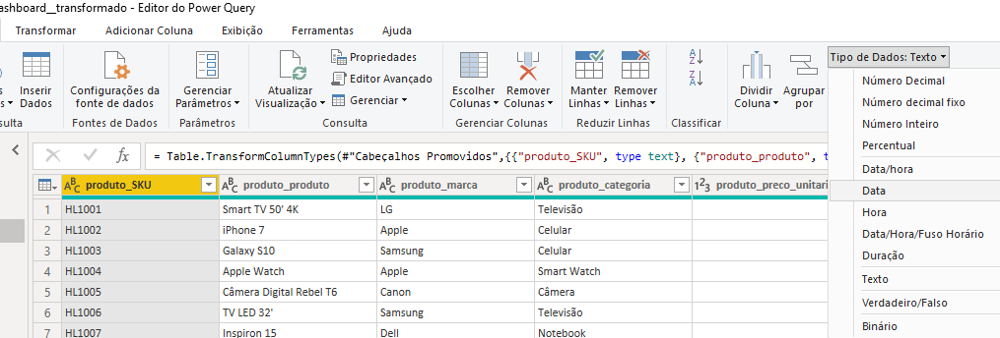 ashboard__transformado - Editor do Power Query
Transformar Adicionar Coluna Exibição Ferramentas Ajuda
Inserir Dados
Configurações da fonte de dados
Gerenciar Parâmetros
Atualizar Visualização
Propriedades
Editor Avançado
Gerenciar
Escolher Colunas
Remover Colunas
Manter Linhas
Remover Linhas
Dividir Coluna
Agrupar por
Tipo de Dados: Texto
Número Decimal
Número decimal fixo
Número Inteiro
Percentual
Data/hora
Data
Hora
Data/Hora/Fuso Horário
Duração
Texto
Verdadeiro/Falso
Binário
sulta Fontes de Dados Parâmetros Consulta Gerenciar Colunas Reduzir Linhas Classificar
fx = Table.TransformColumnTypes(#"Cabeçalhos Promovidos",{{"produto_SKU", type text}, {"produto_produto", t
ABC produto_SKU ABC produto_produto ABC produto_marca ABC produto_categoria 123 produto_preco_unitari
1 HL1001 Smart TV 50' 4K LG Televisão
2 HL1002 iPhone 7 Apple Celular
3 HL1003 Galaxy S10 Samsung Celular
4 HL1004 Apple Watch Apple Smart Watch
5 HL1005 Câmera Digital Rebel T6 Canon Câmera
6 HL1006 TV LED 32' Samsung Televisão
7 HL1007 Inspiron 15 Dell Notebook